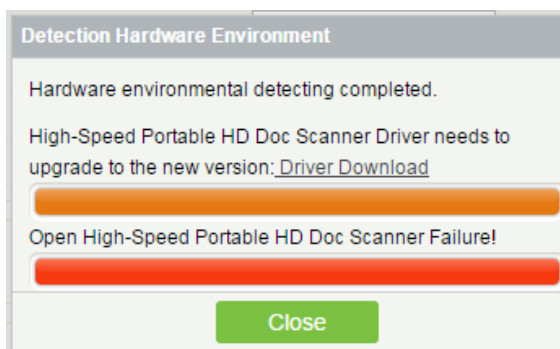 Detection Hardware Environment
Hardware environmental detecting completed.
High-Speed Portable HD Doc Scanner Driver needs to
upgrade to the new version: Driver Download
Open High-Speed Portable HD Doc Scanner Failure!
Close